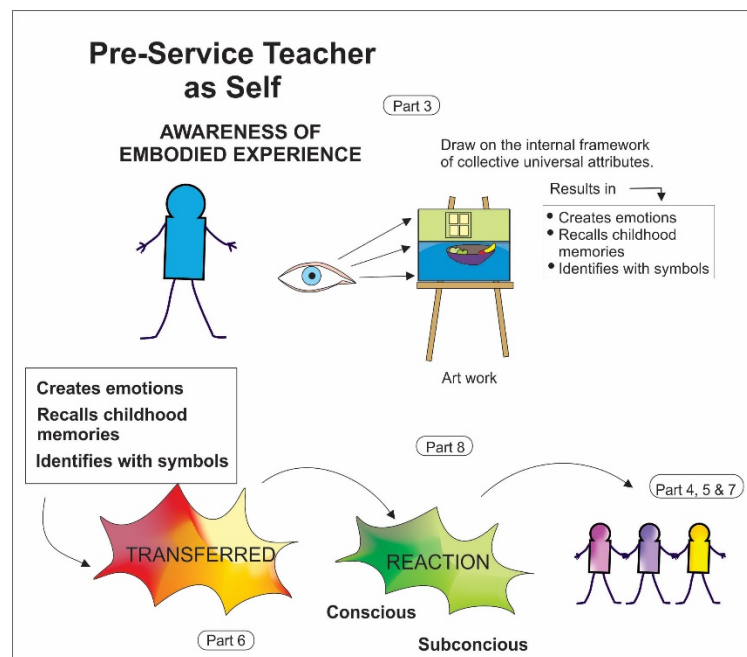 Pre-Service Teacher
as Self
Part 3
AWARENESS OF
EMBODIED EXPERIENCE
Draw on the internal framework
of collective universal attributes.
Results in
• Creates emotions
• Recalls childhood
memories
• Identifies with symbols
Art work
Creates emotions
Recalls childhood
memories
Identifies with symbols
Part 8
Part 4, 5 & 7
TRANSFERRED
REACTION
Conscious
Part 6
Subconcious